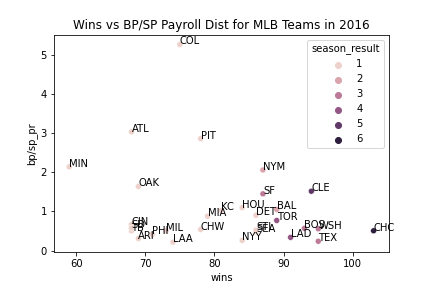 Wins vs BP/SP Payroll Dist for MLB Teams in 2016
COL
season_result
1
2
3
4
5
6
5
4
3
2
1
0
bp/sp_pr
ATL
PIT
MIN
NYM
OAK
SF
CLE
HOU
KC
BAL
MIA
DET
TOR
CIN
PHI
MIL
CHW
SEA
BOS
WSH
CHC
ARI
LAA
NYY
LAD
TEX
60
70
80
90
100
wins